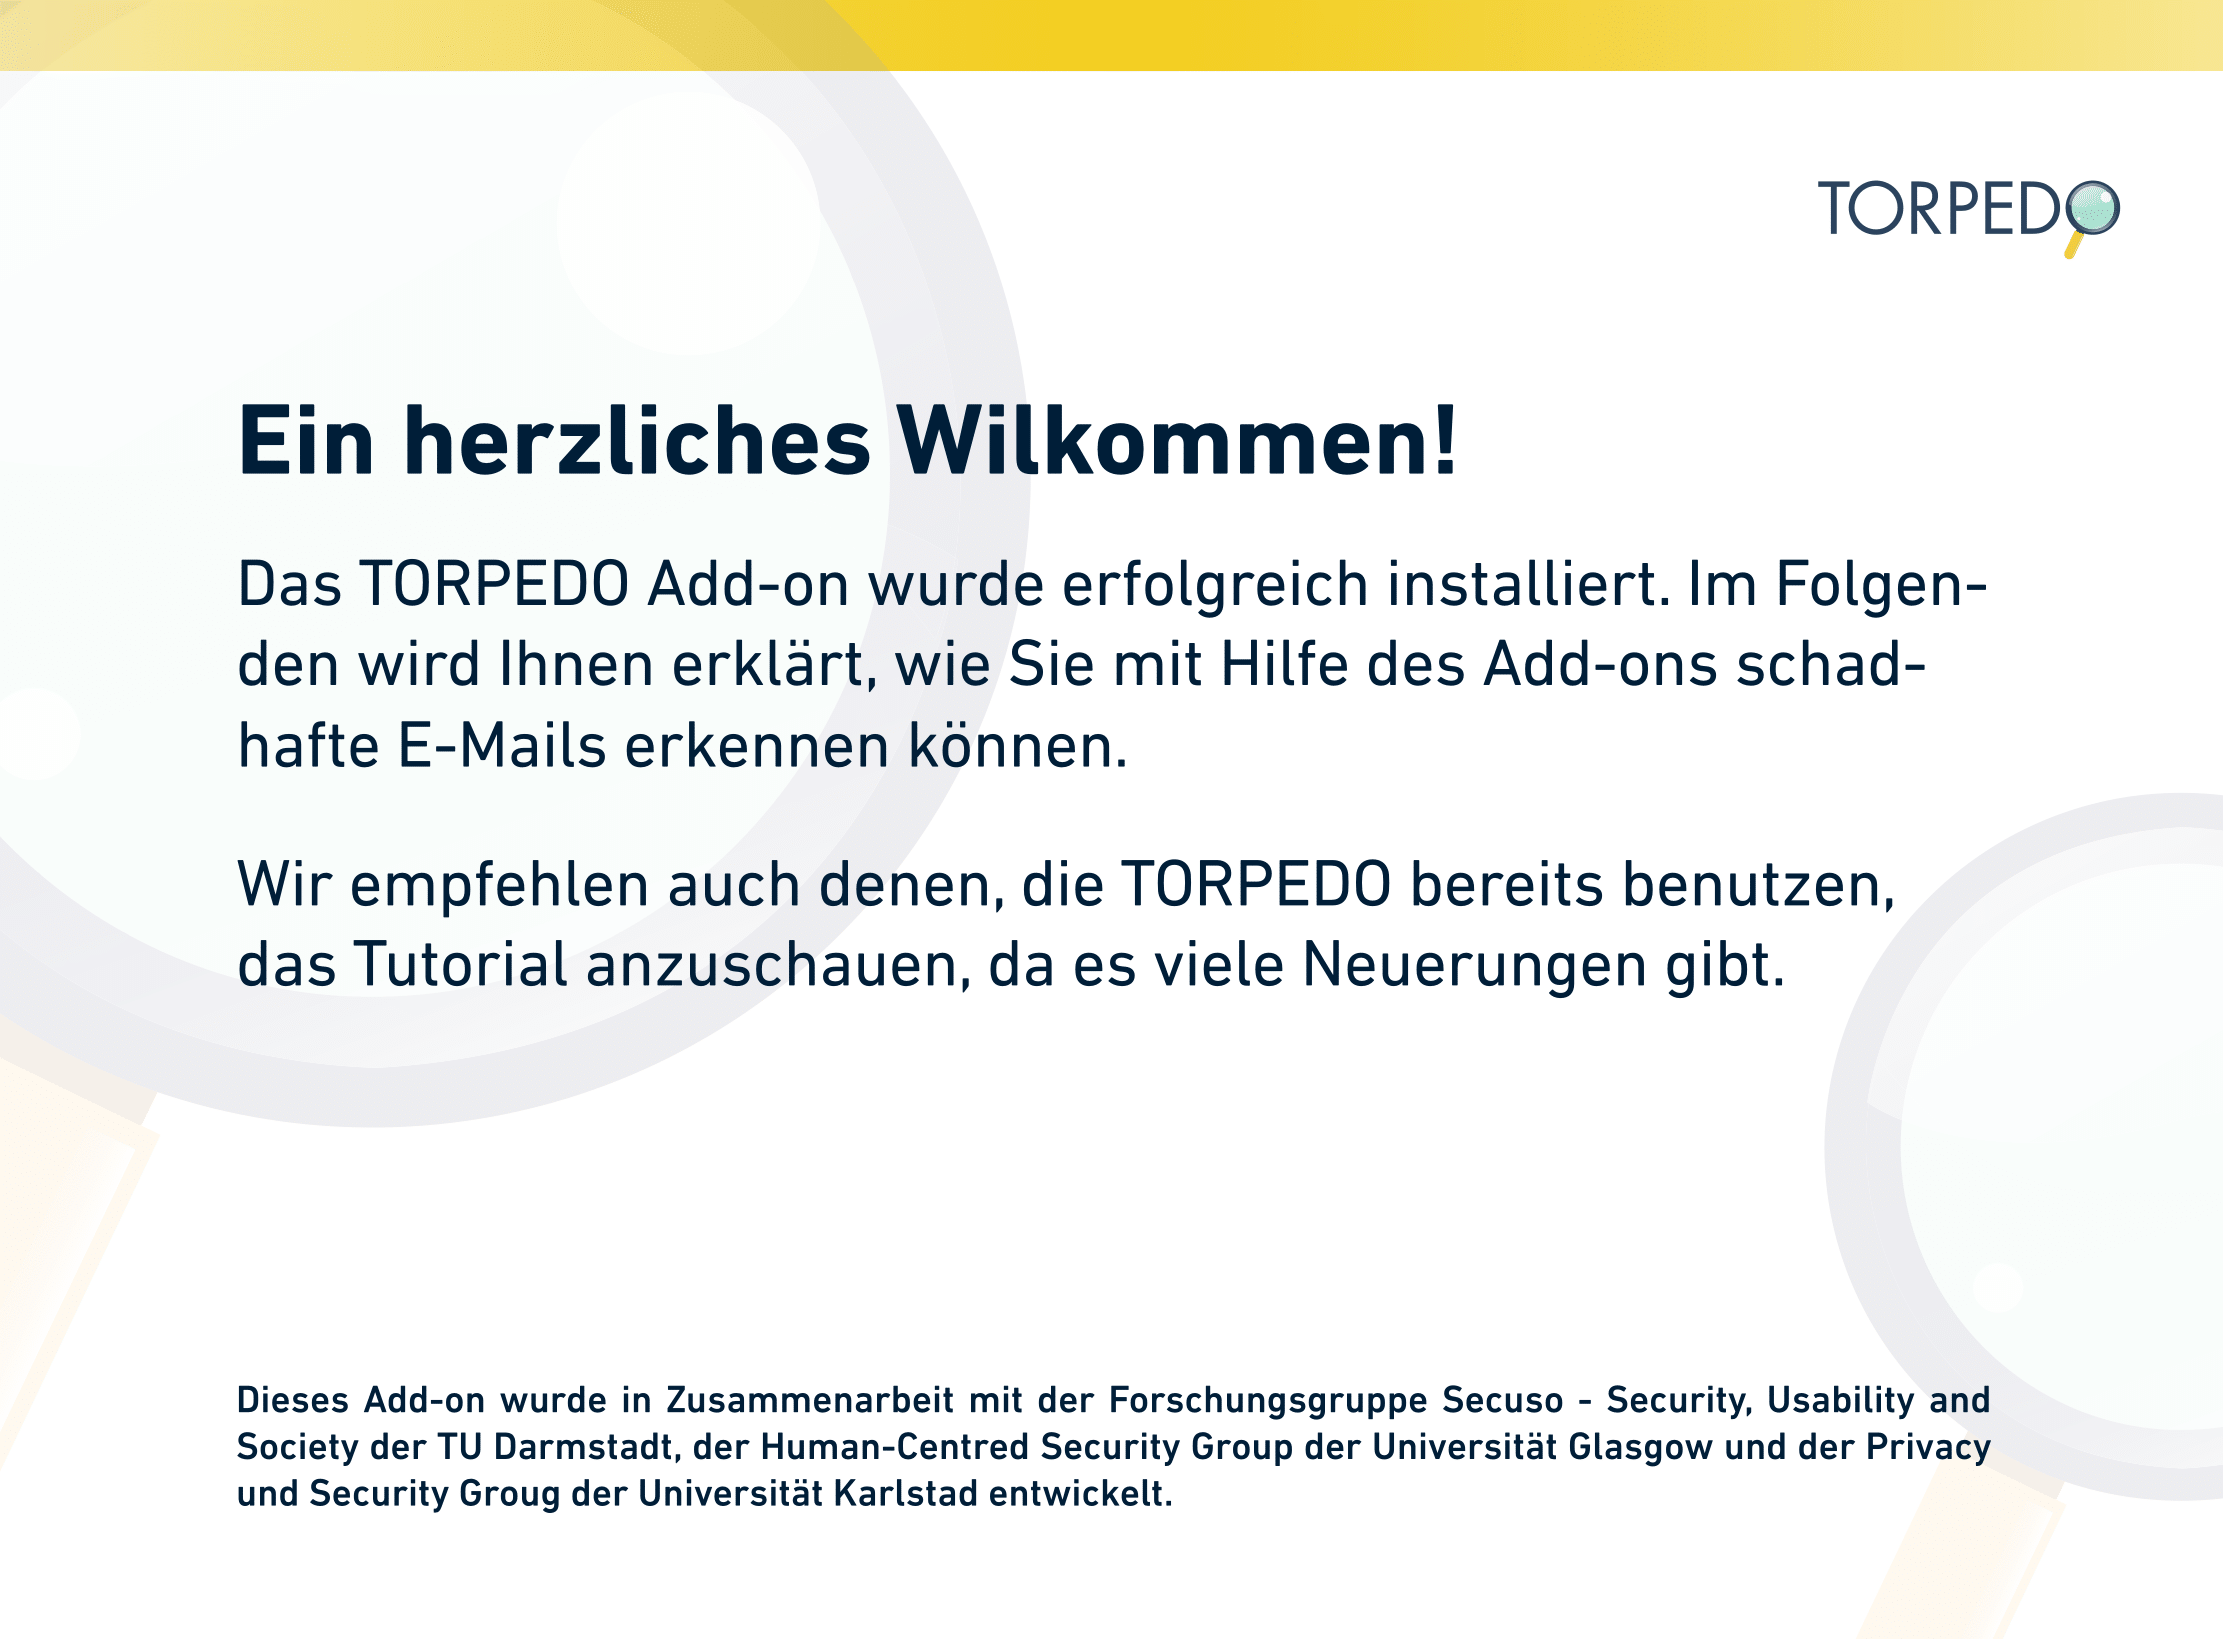 TORPEDO
Ein herzliches Wilkommen!
Das TORPEDO Add-on wurde erfolgreich installiert. Im Folgen-
den wird Ihnen erklärt, wie Sie mit Hilfe des Add-ons schad-
hafte E-Mails erkennen können.
Wir empfehlen auch denen, die TORPEDO bereits benutzen,
das Tutorial anzuschauen, da es viele Neuerungen gibt.
Dieses Add-on wurde in Zusammenarbeit mit der Forschungsgruppe Secuso - Security, Usability and
Society der TU Darmstadt, der Human-Centred Security Group der Universität Glasgow und der Privacy
und Security Groug der Universität Karlstad entwickelt.